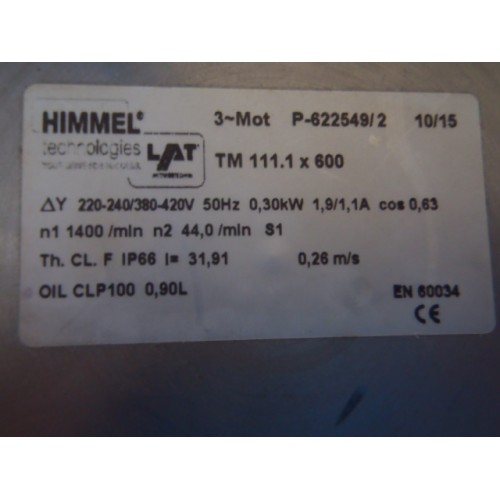 HIMMEL® 3~Mot P-622549/2 10/15
technologies LAT TM 111.1 x 600
ΔY 220-240/380-420V 50Hz 0,30kW 1,9/1,1A cos 0,63
n1 1400 /min n2 44,0 /min S1
Th. CL. F IP66 i= 31,91 0,26 m/s
OIL CLP100 0,90L EN 60034
CE